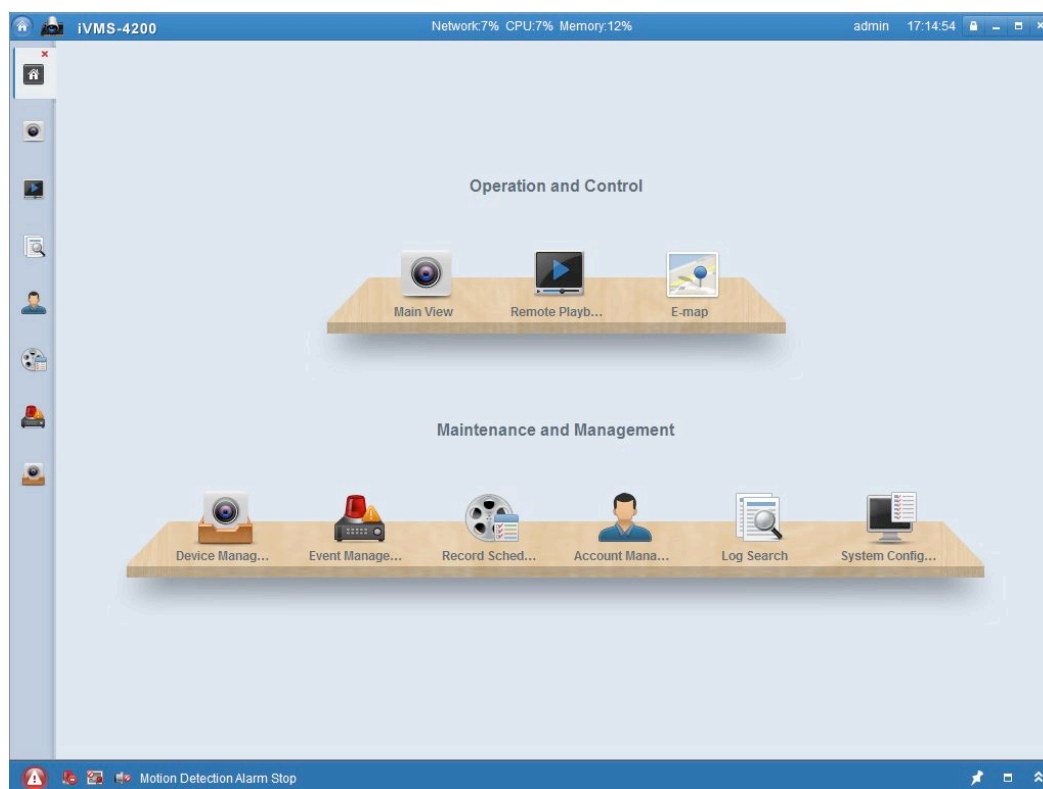 iVMS-4200 Network:7% CPU:7% Memory:12% admin 17:14:54
Operation and Control
Main View Remote Playb... E-map
Maintenance and Management
Device Manag... Event Manage... Record Sched... Account Mana... Log Search System Config...
Motion Detection Alarm Stop